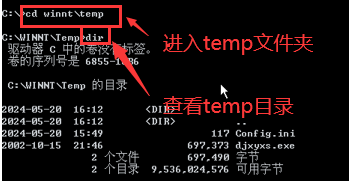 C:\>cd winnt\temp
进入temp文件夹
C:\WINNT\Temp>dir
驱动器 C 中的卷没有标签。
卷的序列号是 6855-1
查看temp目录
C:\WINNT\Temp 的目录
2024-05-20 16:12 <DIR> .
2024-05-20 16:12 <DIR> ..
2024-05-20 15:49 117 Config.ini
2002-10-15 21:46 697,373 djxyxs.exe
2 个文件 697,490 字节
2 个目录 9,536,024,576 可用字节